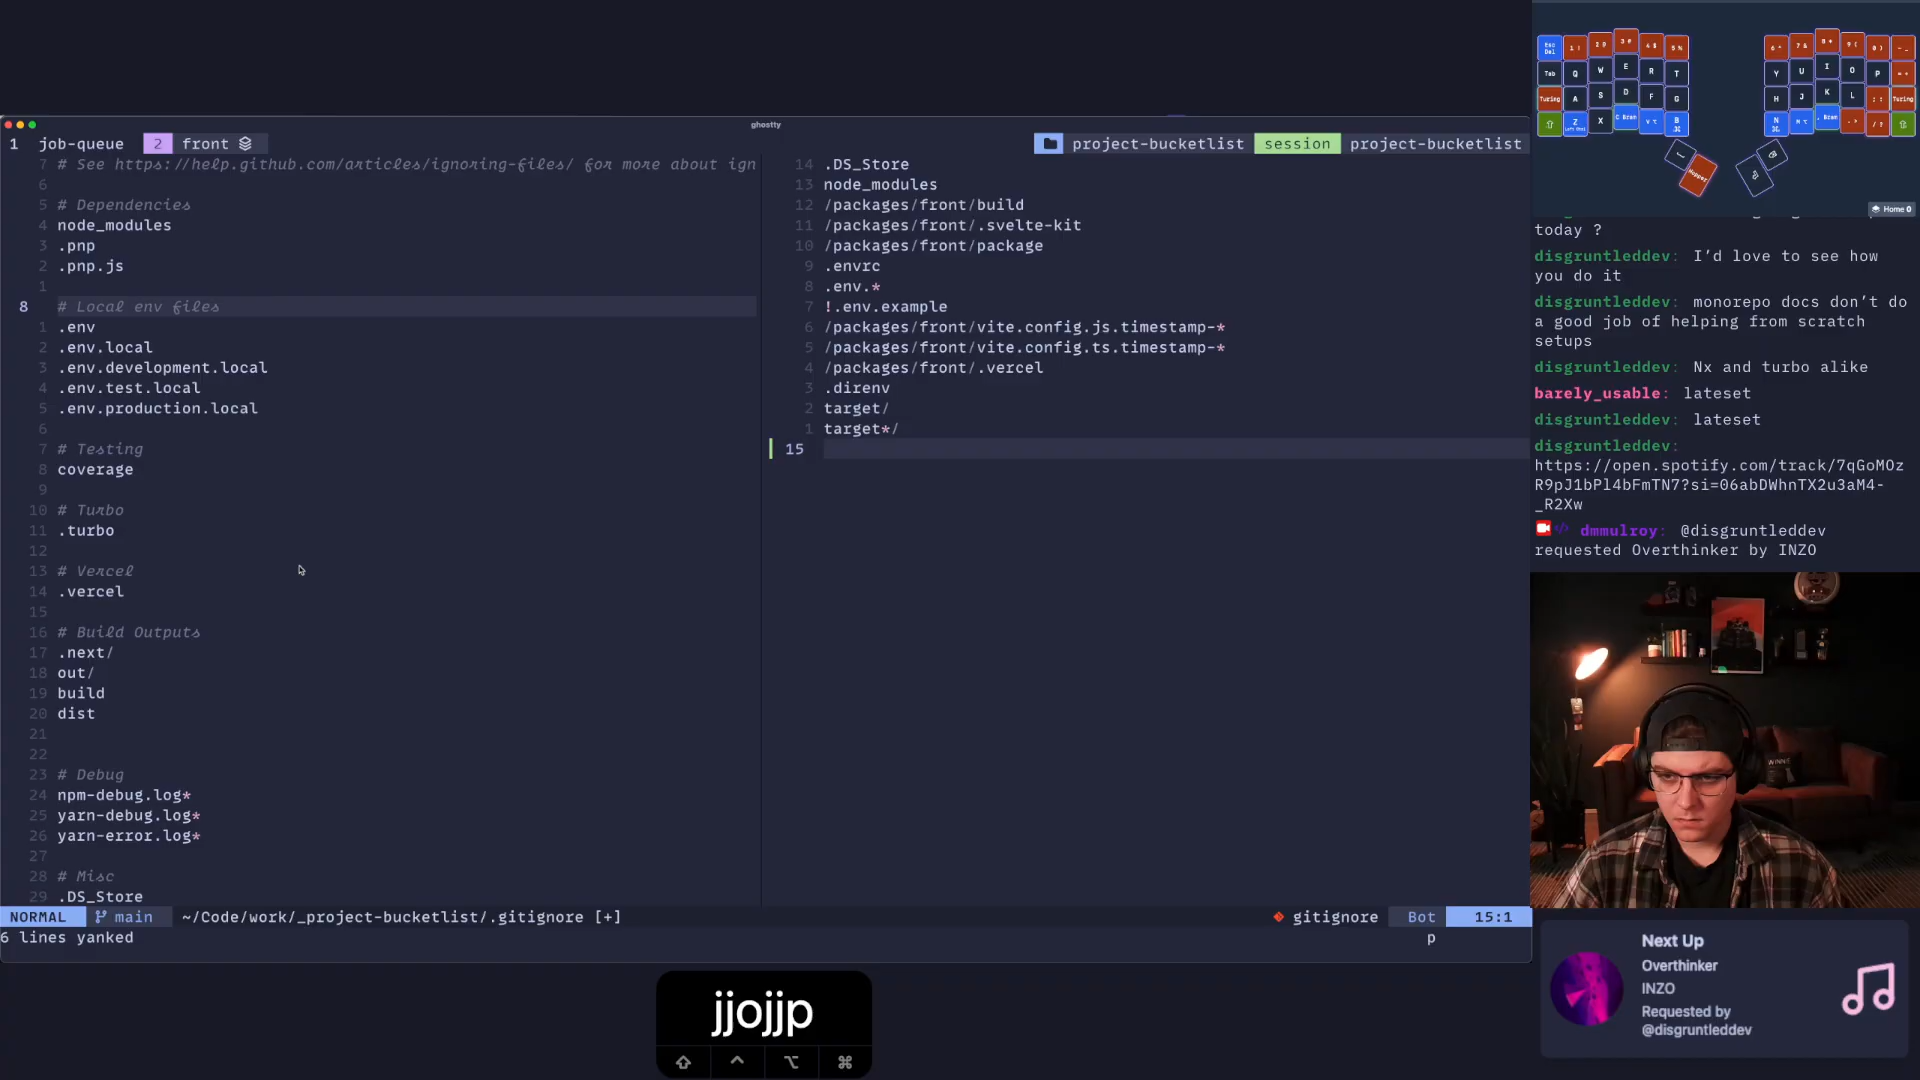 ghostty
1 job-queue 2 front
project-bucketlist session project-bucketlist
7 # See https://help.github.com/articles/ignoring-files/ for more about ign
6
5 # Dependencies
4 node_modules
3 .pnp
2 .pnp.js
1
8 # Local env files
1 .env
2 .env.local
3 .env.development.local
4 .env.test.local
5 .env.production.local
6
7 # Testing
8 coverage
9
10 # Turbo
11 .turbo
12
13 # Vercel
14 .vercel
15
16 # Build Outputs
17 .next/
18 out/
19 build
20 dist
21
22
23 # Debug
24 npm-debug.log*
25 yarn-debug.log*
26 yarn-error.log*
27
28 # Misc
29 .DS_Store
14 .DS_Store
13 node_modules
12 /packages/front/build
11 /packages/front/.svelte-kit
10 /packages/front/package
9 .envrc
8 .env.*
7 !.env.example
6 /packages/front/vite.config.js.timestamp-*
5 /packages/front/vite.config.ts.timestamp-*
4 /packages/front/.vercel
3 .direnv
2 target/
1 target*/
15
NORMAL main ~/Code/work/_project-bucketlist/.gitignore [+]
gitignore Bot 15:1
6 lines yanked
p
jjojjp
Esc Del
Tab Q W E R T
Turing A S D F G
Z X B
Y U I O P
H J K L Turing
N
Home 0
today ?
disgruntleddev: I’d love to see how
you do it
disgruntleddev: monorepo docs don’t do
a good job of helping from scratch
setups
disgruntleddev: Nx and turbo alike
barely_usable: lateset
disgruntleddev: lateset
disgruntleddev:
https://open.spotify.com/track/7qGoMOz
R9pJ1bPl4bFmTN7?si=06abDWhnTX2u3aM4-
_R2Xw
dmmulroy: @disgruntleddev
requested Overthinker by INZO
Next Up
Overthinker
INZO
Requested by
@disgruntleddev